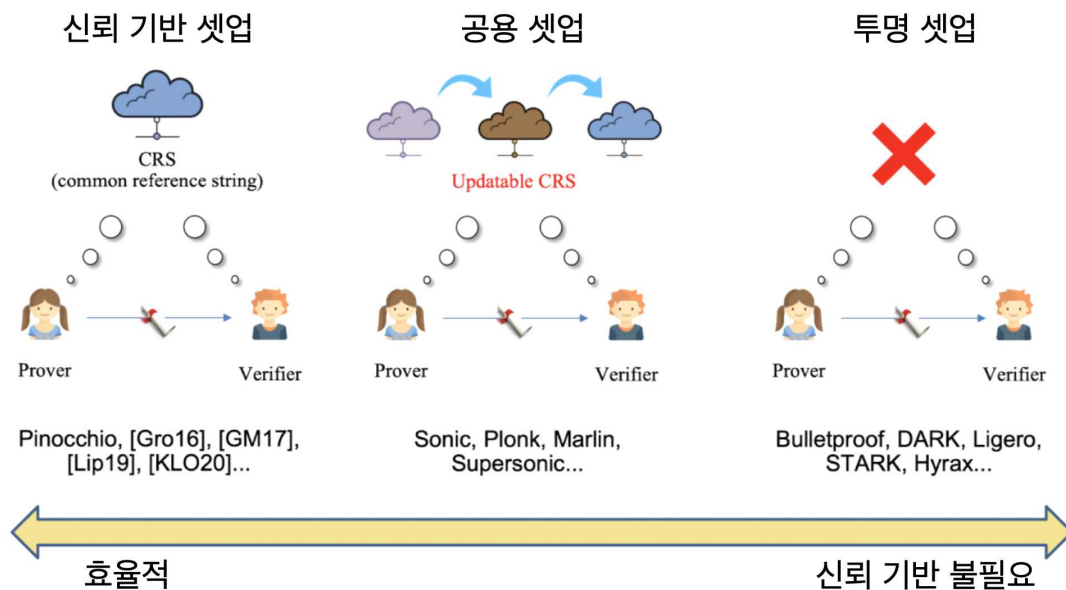 신뢰 기반 셋업
공용 셋업
투명 셋업
CRS
(common reference string)
Updatable CRS
Prover
Verifier
Prover
Verifier
Prover
Verifier
Pinocchio, [Gro16], [GM17],
[Lip19], [KLO20]...
Sonic, Plonk, Marlin,
Supersonic...
Bulletproof, DARK, Ligero,
STARK, Hyrax...
효율적
신뢰 기반 불필요